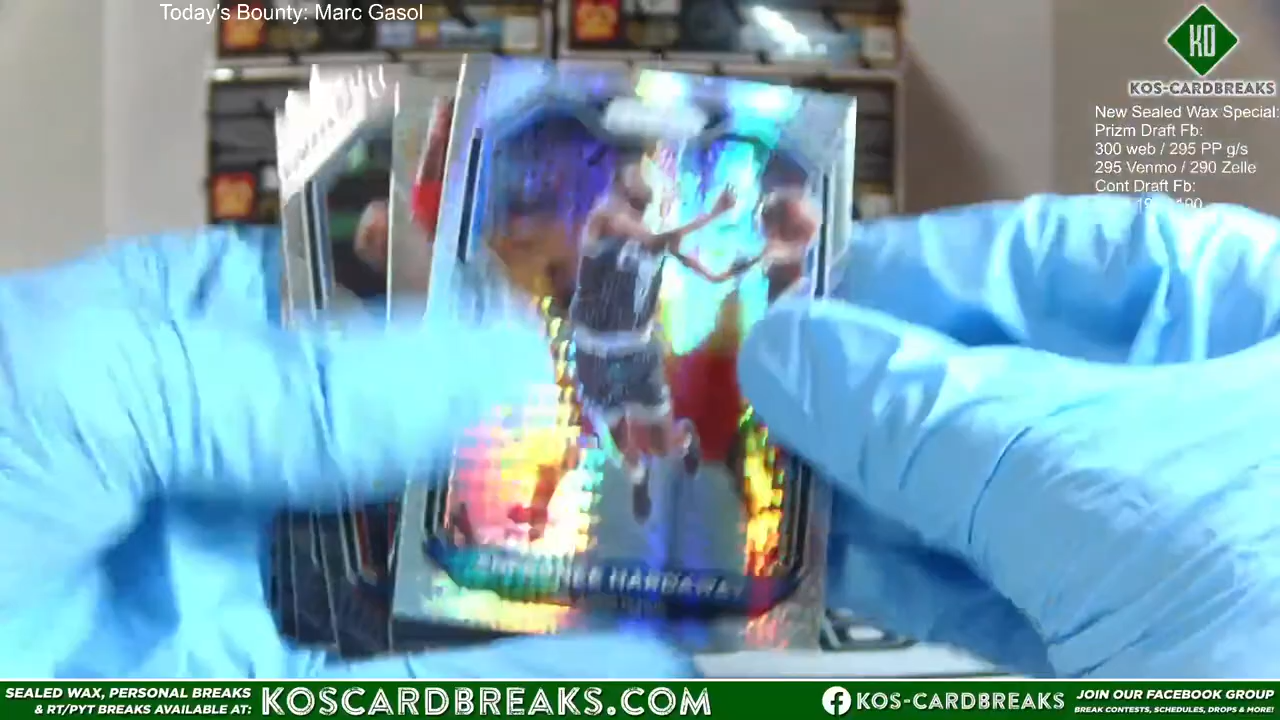 Today's Bounty: Marc Gasol
KO
KOS-CARDBREAKS
New Sealed Wax Special:
Prizm Draft Fb:
300 web / 295 PP g/s
295 Venmo / 290 Zelle
Cont Draft Fb:
HARDAWAY
SEALED WAX, PERSONAL BREAKS
& RT/PYT BREAKS AVAILABLE AT:
KOSCARDBREAKS.COM
KOS-CARDBREAKS
JOIN OUR FACEBOOK GROUP
BREAK CONTESTS, SCHEDULES, DROPS & MORE!